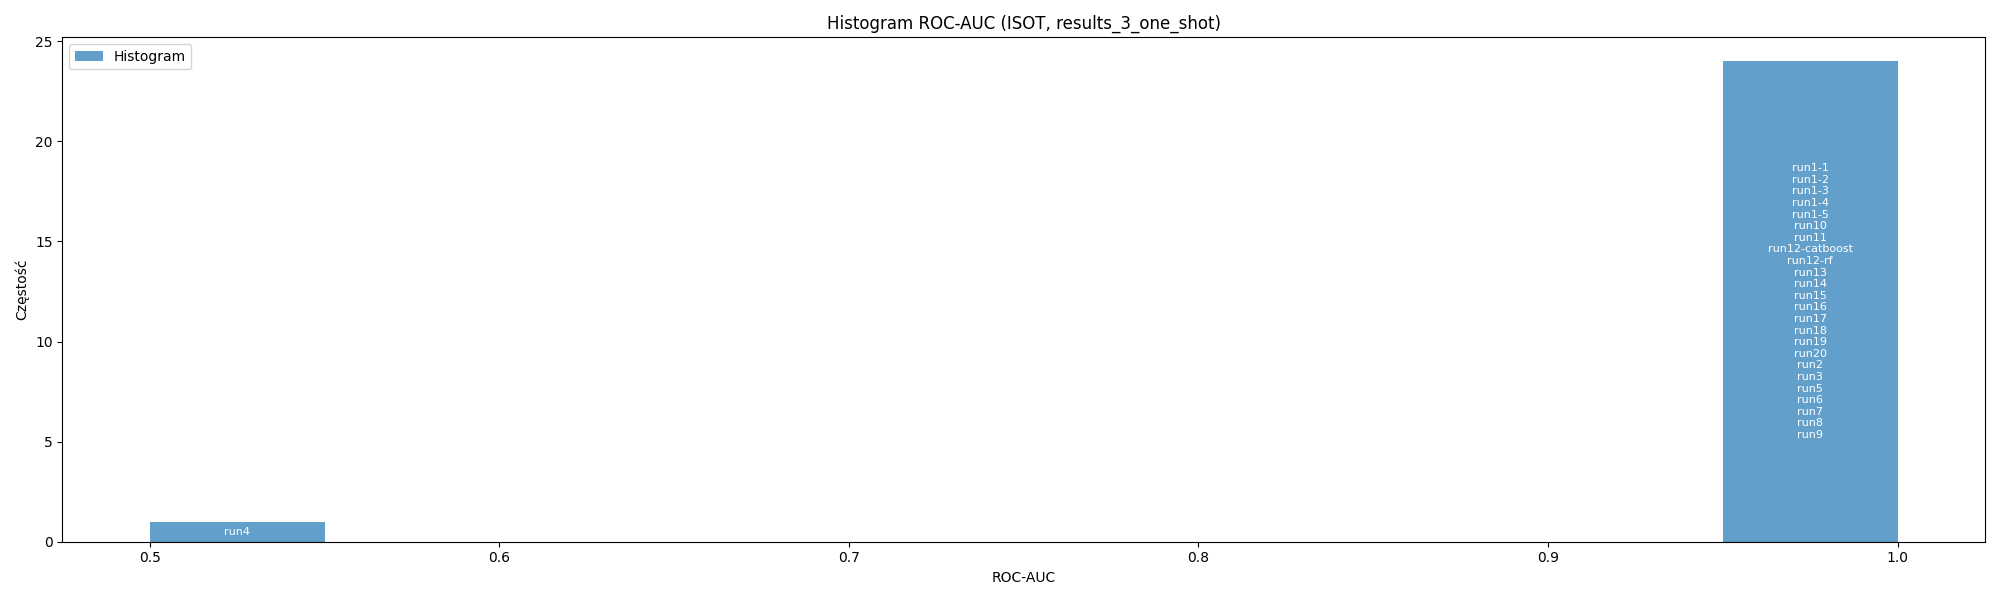 Histogram ROC-AUC (ISOT, results_3_one_shot)
Histogram
Częstość
25
20
15
10
5
0
run4
run1-1
run1-2
run1-3
run1-4
run1-5
run10
run11
run12-catboost
run12-rf
run13
run14
run15
run16
run17
run18
run19
run20
run2
run3
run5
run6
run7
run8
run9
0.5 0.6 0.7 0.8 0.9 1.0
ROC-AUC